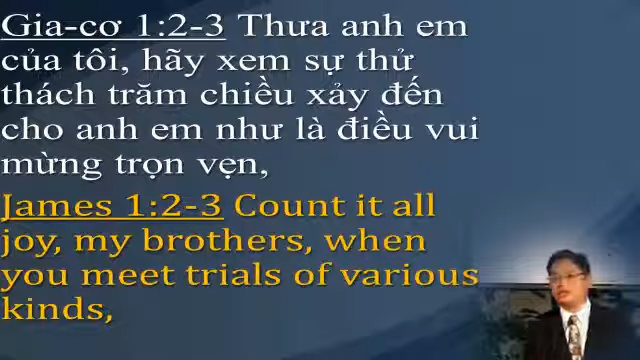 Gia-cơ 1:2-3 Thưa anh em
của tôi, hãy xem sự thử
thách trăm chiều xảy đến
cho anh em như là điều vui
mừng trọn vẹn,
James 1:2-3 Count it all
joy, my brothers, when
you meet trials of various
kinds,